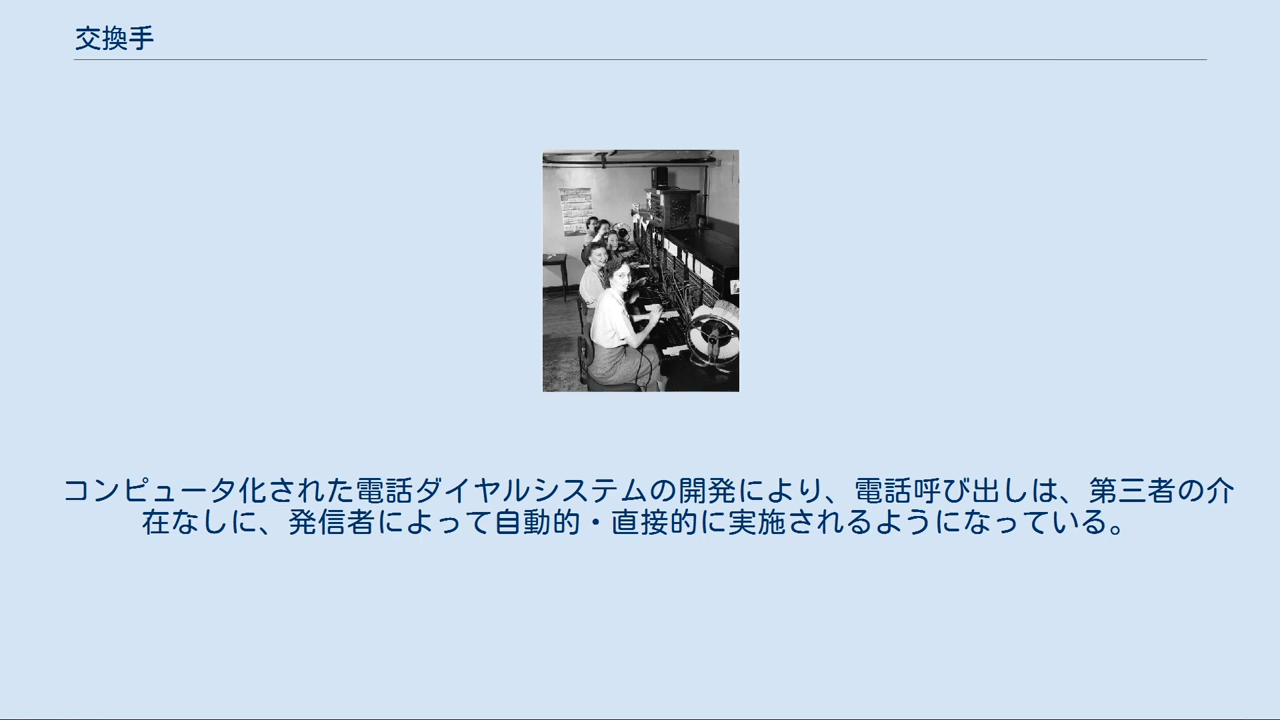 交換手
コンピュータ化された電話ダイヤルシステムの開発により、電話呼び出しは、第三者の介
在なしに、発信者によって自動的・直接的に実施されるようになっている。